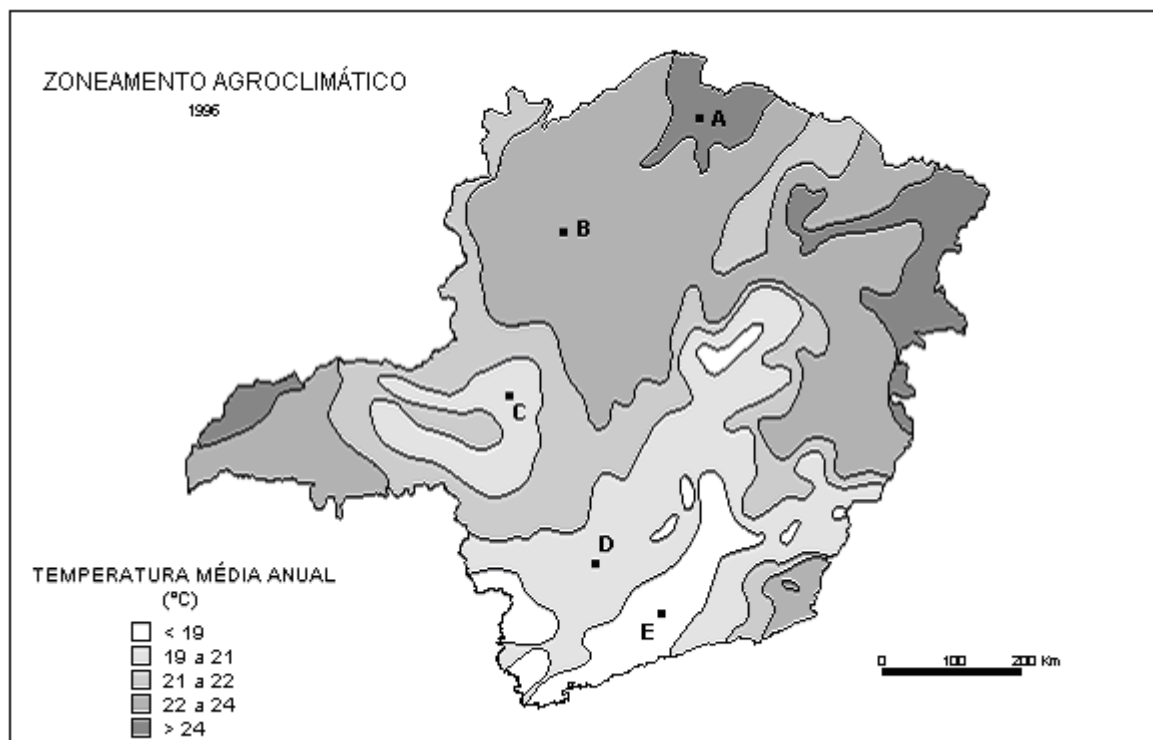 ZONEAMENTO AGROCLIMÁTICO
1996
A
B
C
D
E
TEMPERATURA MÉDIA ANUAL
(°C)
< 19
19 a 21
21 a 22
22 a 24
> 24
0 100 200 Km